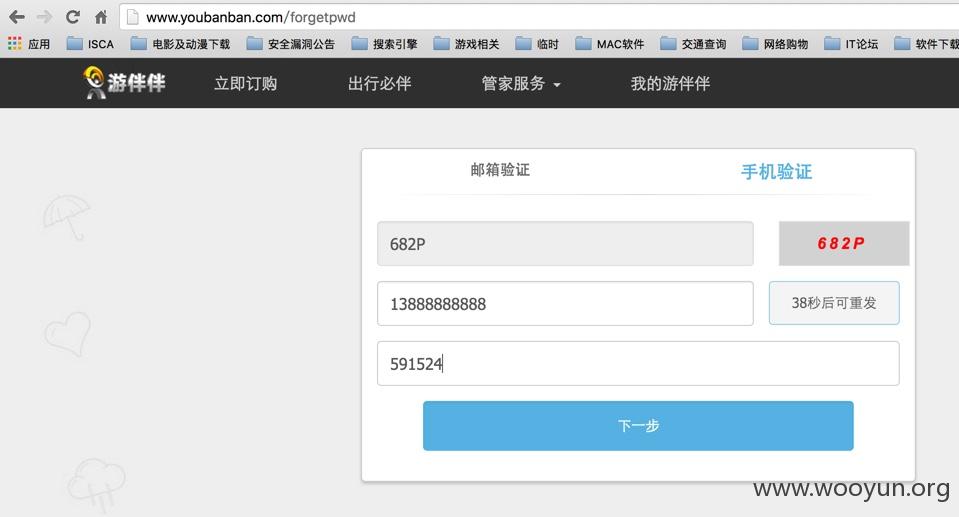 www.youbanban.com/forgetpwd
应用 ISCA 电影及动漫下载 安全漏洞公告 搜索引擎 游戏相关 临时 MAC软件 交通查询 网络购物 IT论坛 软件下载
游伴伴 立即订购 出行必伴 管家服务 我的游伴伴
邮箱验证 手机验证
682P 682P
13888888888 38秒后可重发
591524
下一步
www.wooyun.org